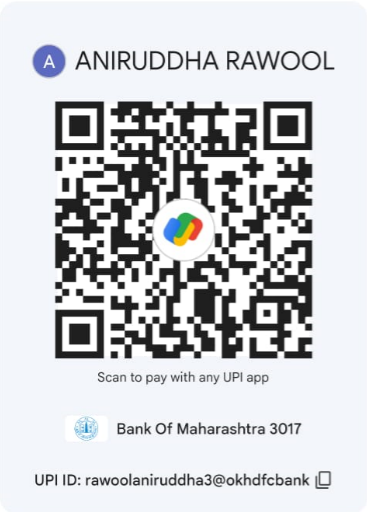 A ANIRUDDHA RAWOOL
Scan to pay with any UPI app
Bank Of Maharashtra 3017
UPI ID: rawoolaniruddha3@okhdfcbank